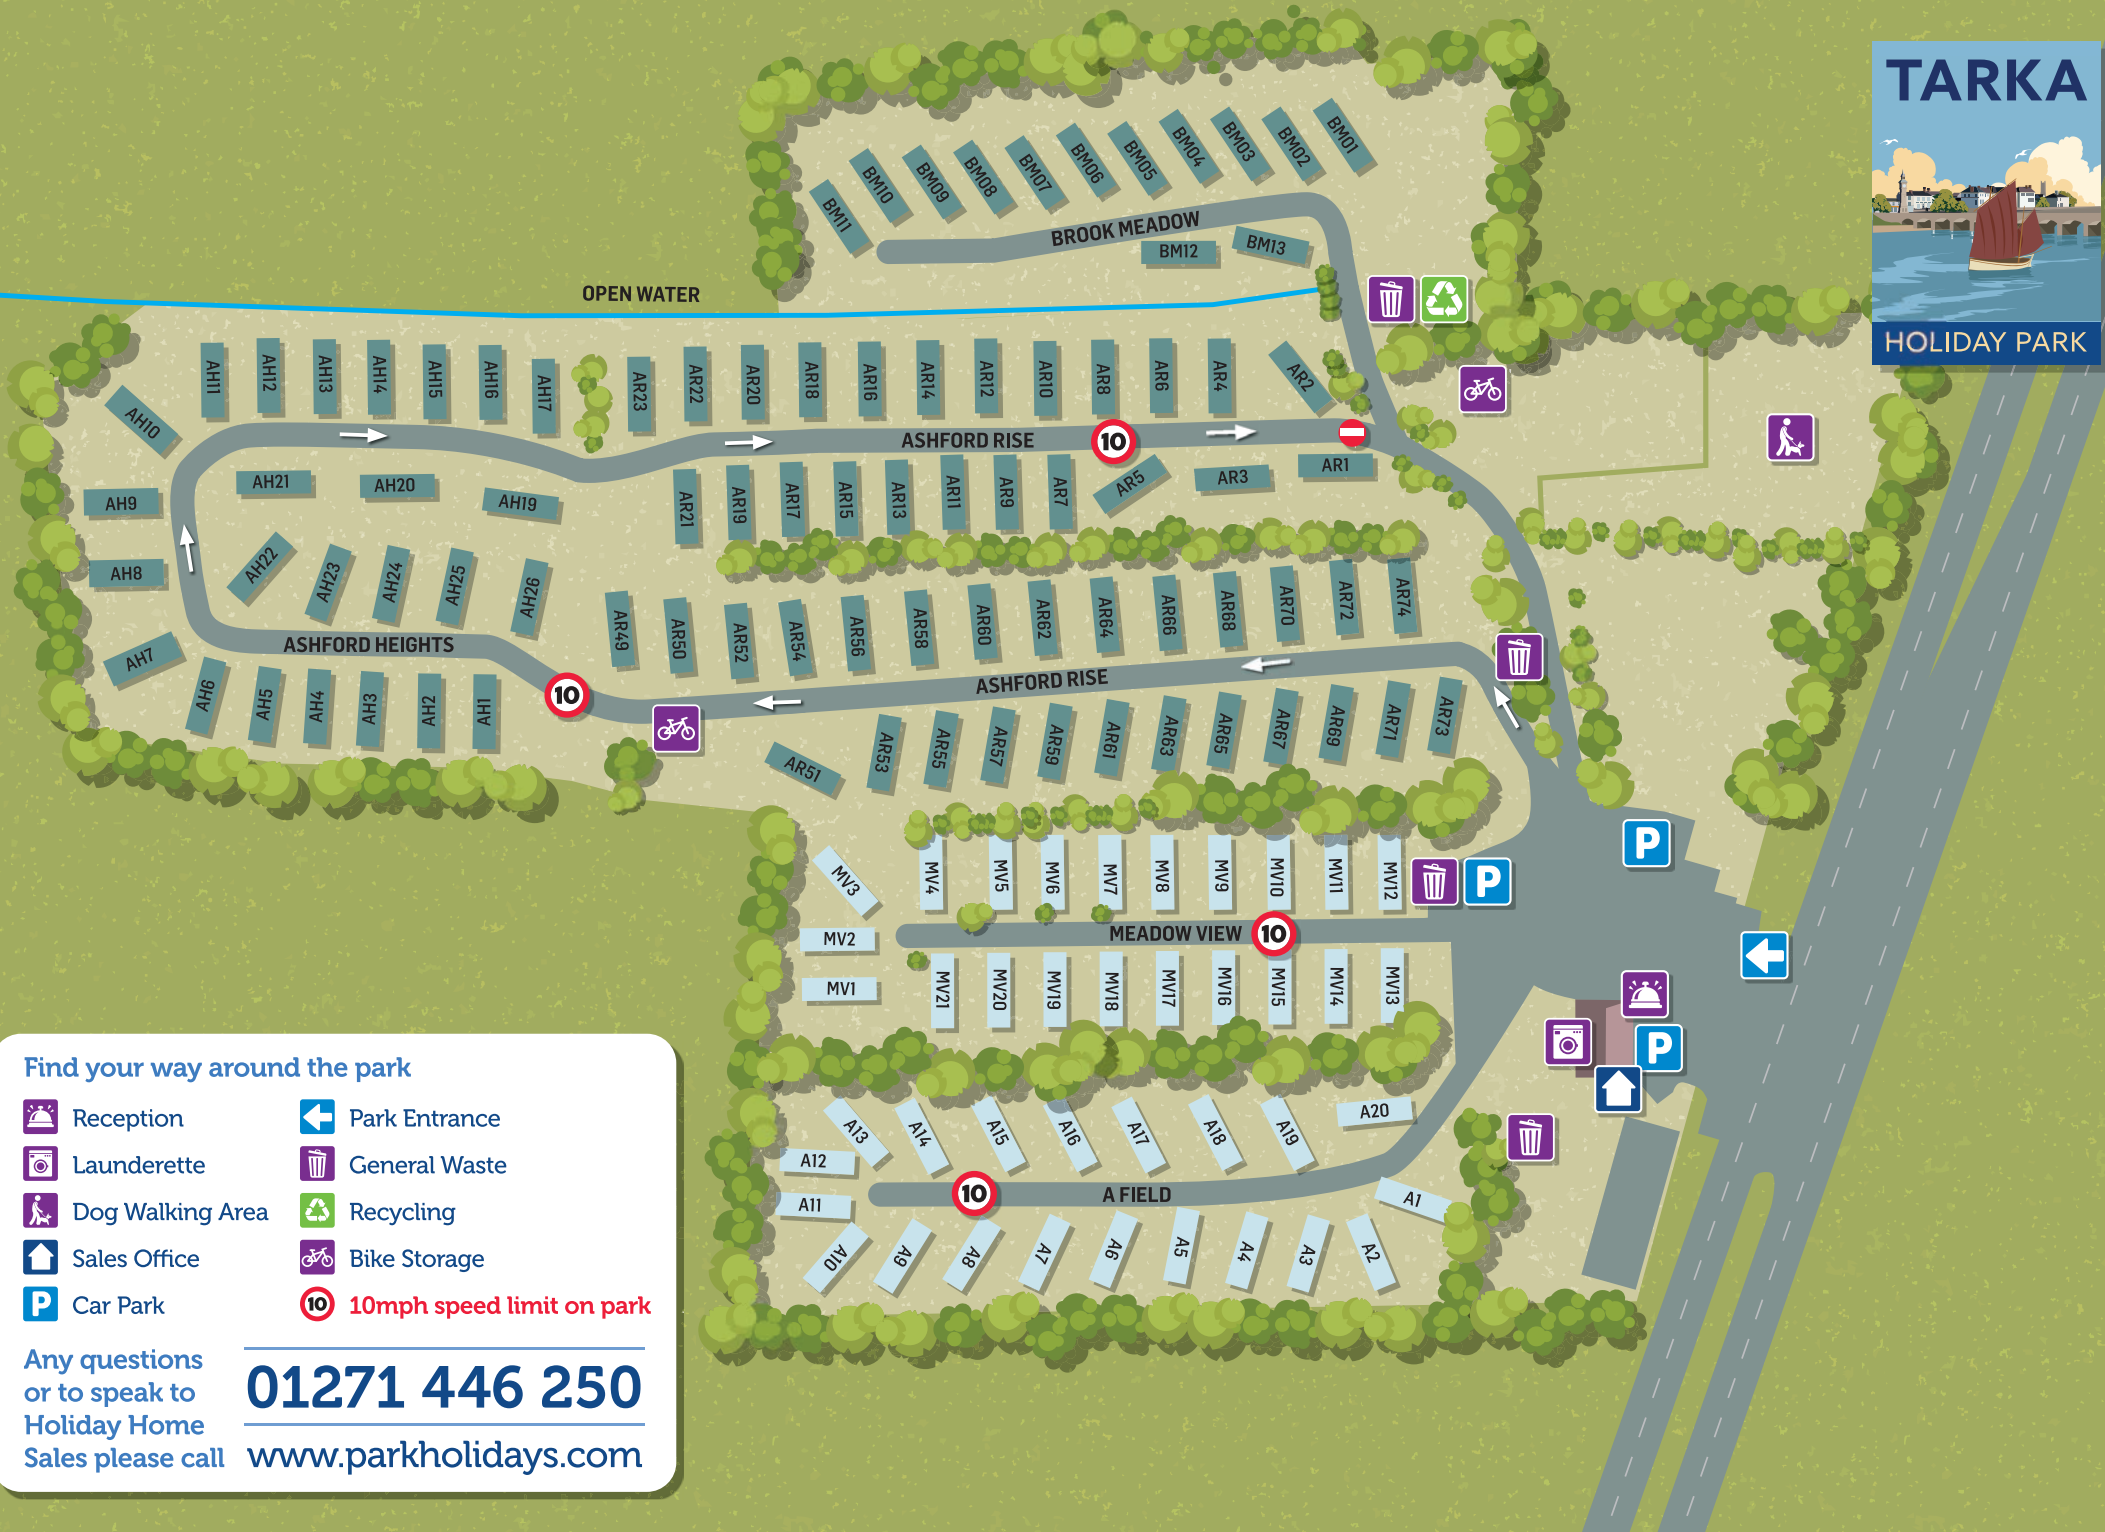 TARKA
HOLIDAY PARK
BM01
BM02
BM03
BM04
BM05
BM06
BM07
BM08
BM09
BM10
BM11
BROOK MEADOW
BM12
BM13
OPEN WATER
AH11
AH12
AH13
AH14
AH15
AH16
AH17
AR23
AR22
AR20
AR18
AR16
AR14
AR12
AR10
AR8
AR6
AR4
AR2
AH10
ASHFORD RISE
10
AH9
AH21
AH20
AH19
AR21
AR19
AR17
AR15
AR13
AR11
AR9
AR7
AR5
AR3
AR1
AH8
AH22
AH23
AH24
AH25
AH26
AR49
AR50
AR52
AR54
AR56
AR58
AR60
AR62
AR64
AR66
AR68
AR70
AR72
AR74
ASHFORD HEIGHTS
AH7
AH6
AH5
AH4
AH3
AH2
AH1
10
ASHFORD RISE
AR51
AR53
AR55
AR57
AR59
AR61
AR63
AR65
AR67
AR69
AR71
AR73
MV3
MV4
MV5
MV6
MV7
MV8
MV9
MV10
MV11
MV12
P
P
MV2
MEADOW VIEW
10
MV1
MV21
MV20
MV19
MV18
MV17
MV16
MV15
MV14
MV13
P
A13
A14
A15
A16
A17
A18
A19
A20
A12
A11
10
A FIELD
A1
A10
A9
A8
A7
A6
A5
A4
A3
A2
Find your way around the park
Reception
Launderette
Dog Walking Area
Sales Office
P Car Park
Park Entrance
General Waste
Recycling
Bike Storage
10 10mph speed limit on park
Any questions
or to speak to
Holiday Home
Sales please call
01271 446 250
www.parkholidays.com